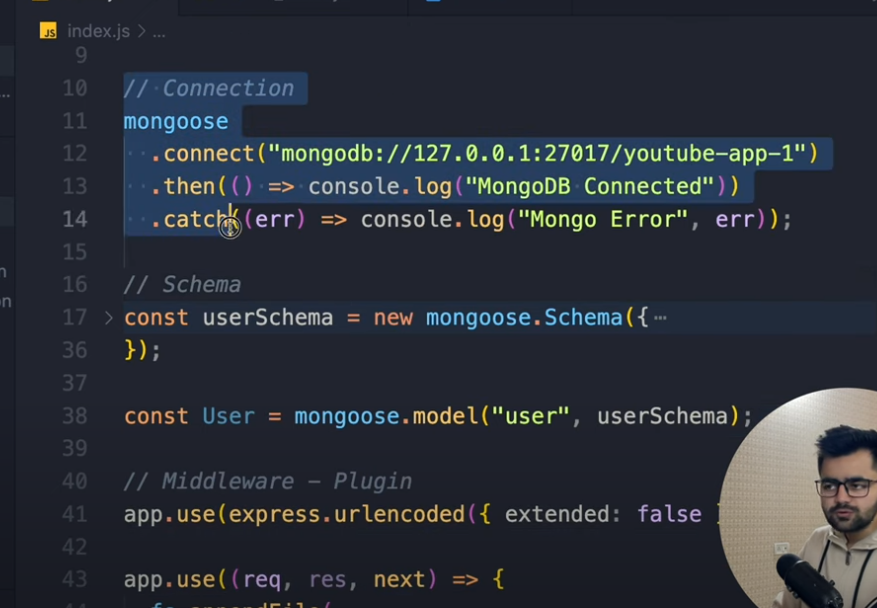 JS index.js > ...
9
10 // Connection
11 mongoose
12 .connect("mongodb://127.0.0.1:27017/youtube-app-1")
13 .then(() => console.log("MongoDB Connected"))
14 .catch((err) => console.log("Mongo Error", err));
15
16 // Schema
17 > const userSchema = new mongoose.Schema({ ⋯
36 });
37
38 const User = mongoose.model("user", userSchema);
39
40 // Middleware - Plugin
41 app.use(express.urlencoded({ extended: false
42
43 app.use((req, res, next) => {